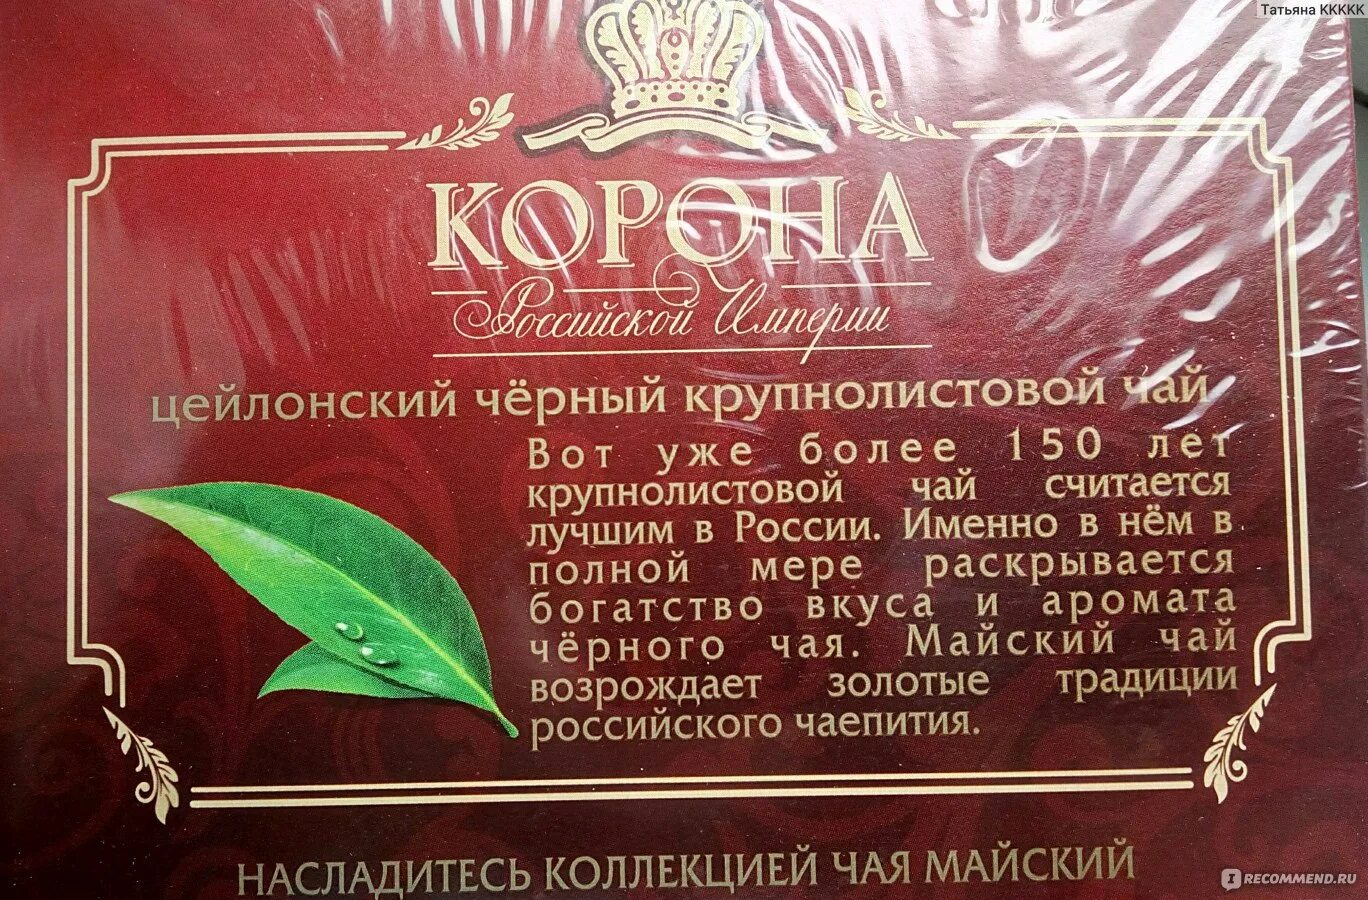 Татьяна KKKKK
КОРОНА
Российской Империи
цейлонский чёрный крупнолистовой чай
Вот уже более 150 лет
крупнолистовой чай считается
лучшим в России. Именно в нём в
полной мере раскрывается
богатство вкуса и аромата
чёрного чая. Майский чай
возрождает золотые традиции
российского чаепития.
НАСЛАДИТЕСЬ КОЛЛЕКЦИЕЙ ЧАЯ МАЙСКИЙ
IRECOMMEND.RU